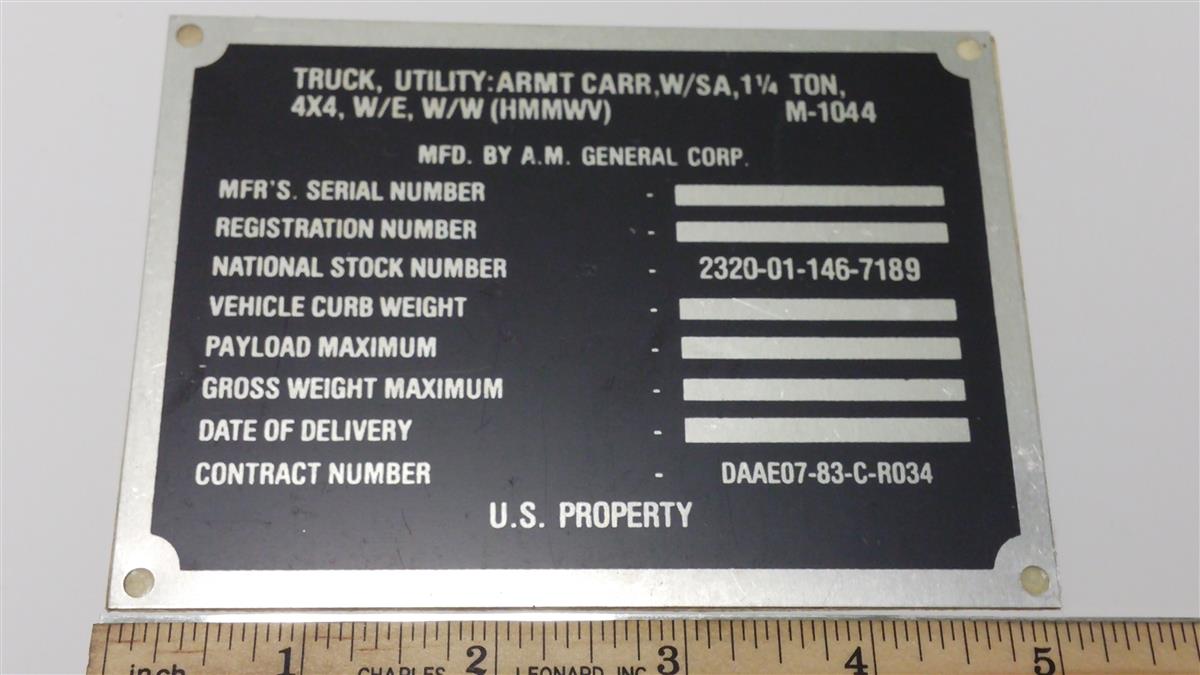 TRUCK, UTILITY: ARMT CARR, W/SA, 1¼ TON,
4X4, W/E, W/W (HMMWV) M-1044
MFD. BY A.M. GENERAL CORP.
MFR'S. SERIAL NUMBER -
REGISTRATION NUMBER -
NATIONAL STOCK NUMBER - 2320-01-146-7189
VEHICLE CURB WEIGHT -
PAYLOAD MAXIMUM -
GROSS WEIGHT MAXIMUM -
DATE OF DELIVERY -
CONTRACT NUMBER - DAAE07-83-C-R034
U.S. PROPERTY
inch 1 CHARLES 2 LEONARD INC 3 4 5